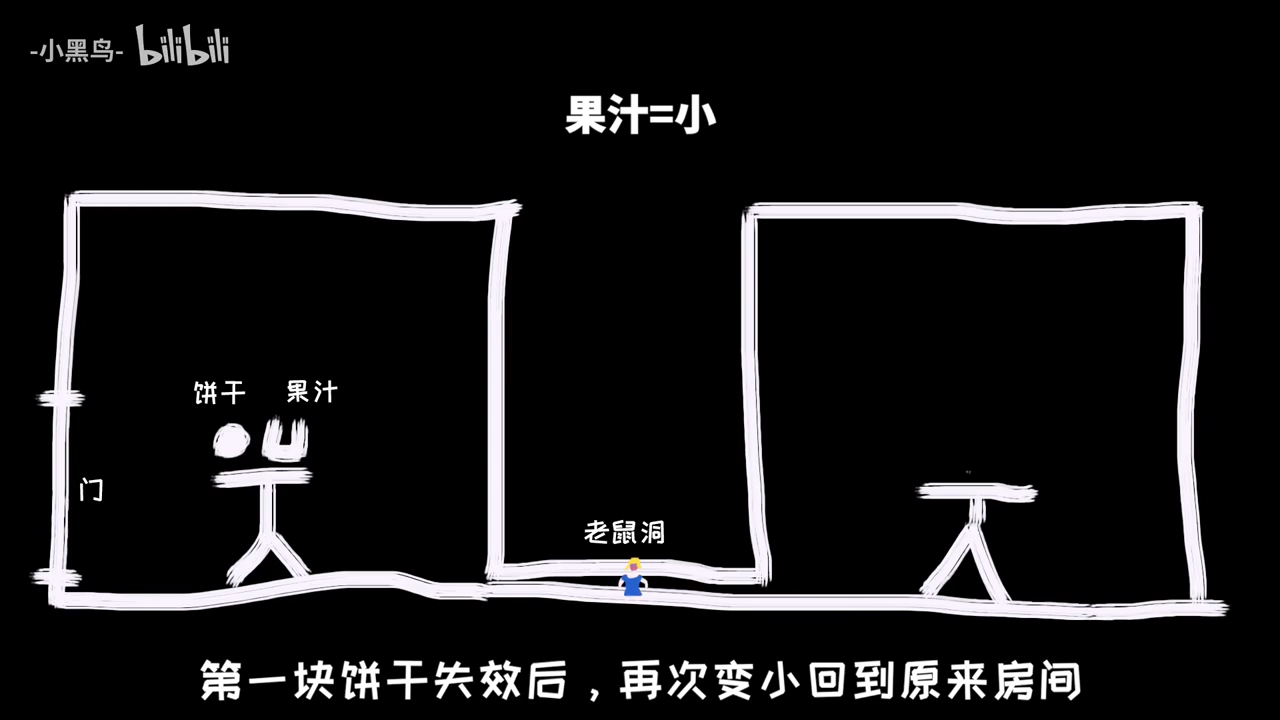 -小黑鸟- bilibili
果汁=小
饼干 果汁
门
老鼠洞
第一块饼干失效后，再次变小回到原来房间